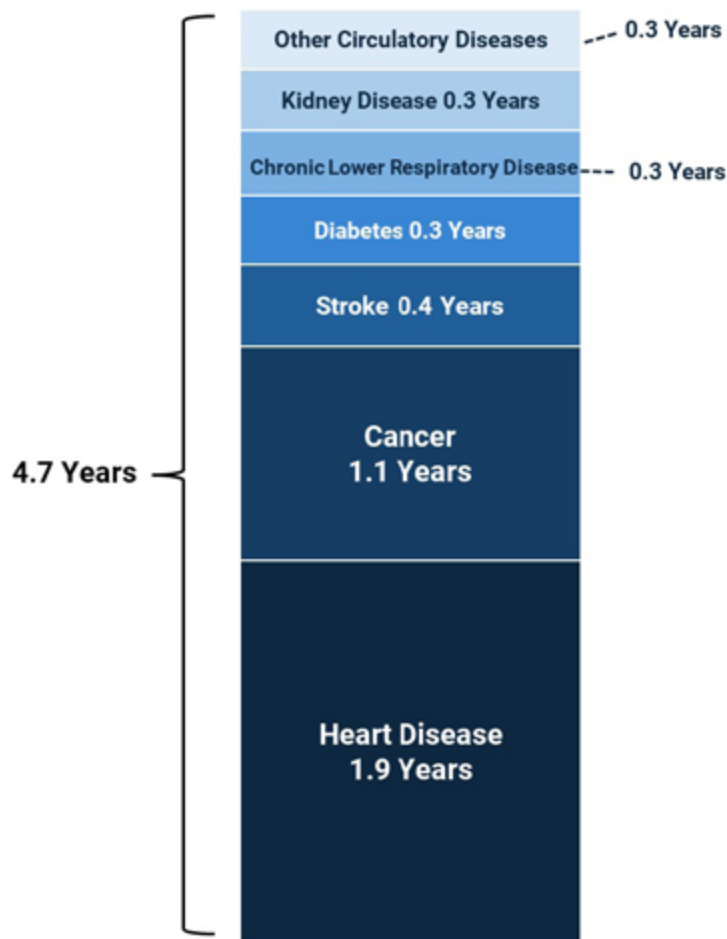 Other Circulatory Diseases
0.3 Years
Kidney Disease 0.3 Years
Chronic Lower Respiratory Disease
0.3 Years
Diabetes 0.3 Years
Stroke 0.4 Years
Cancer
1.1 Years
4.7 Years
Heart Disease
1.9 Years